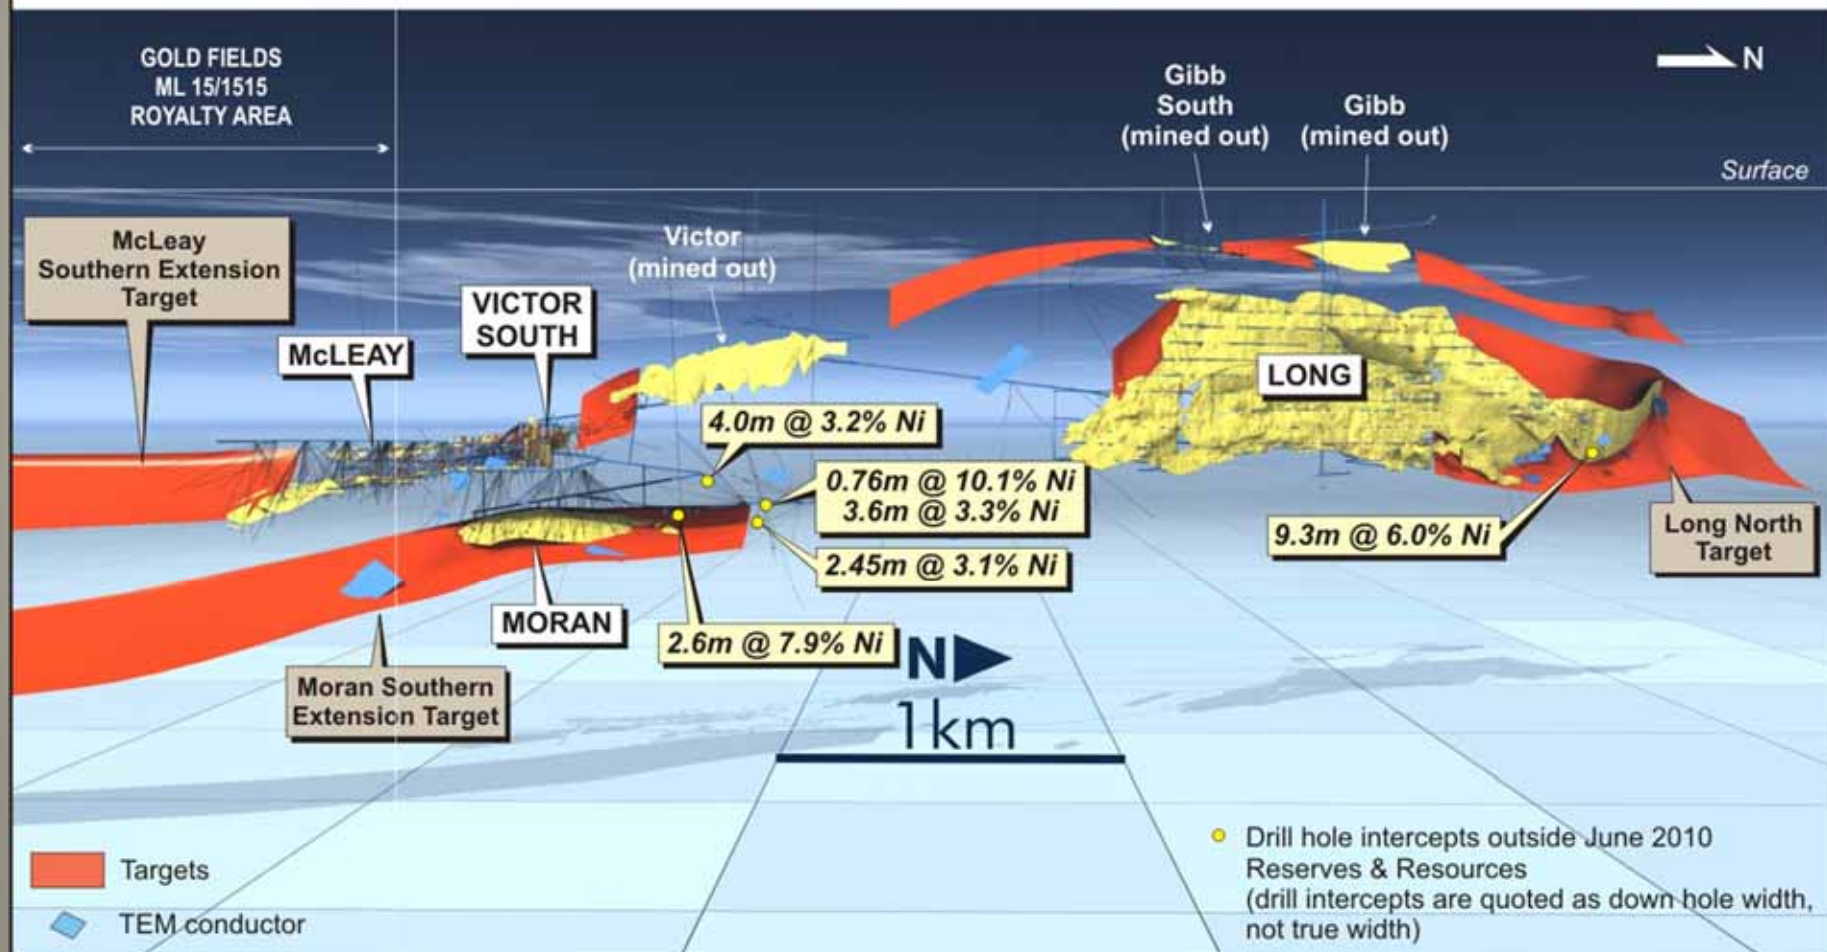 GOLD FIELDS
ML 15/1515
ROYALTY AREA
N
Gibb
South
(mined out)
Gibb
(mined out)
Surface
McLeay
Southern Extension
Target
Victor
(mined out)
VICTOR
SOUTH
McLEAY
LONG
4.0m @ 3.2% Ni
0.76m @ 10.1% Ni
3.6m @ 3.3% Ni
2.45m @ 3.1% Ni
9.3m @ 6.0% Ni
Long North
Target
MORAN
2.6m @ 7.9% Ni
Moran Southern
Extension Target
N
1km
Targets
TEM conductor
Drill hole intercepts outside June 2010
Reserves & Resources
(drill intercepts are quoted as down hole width,
not true width)